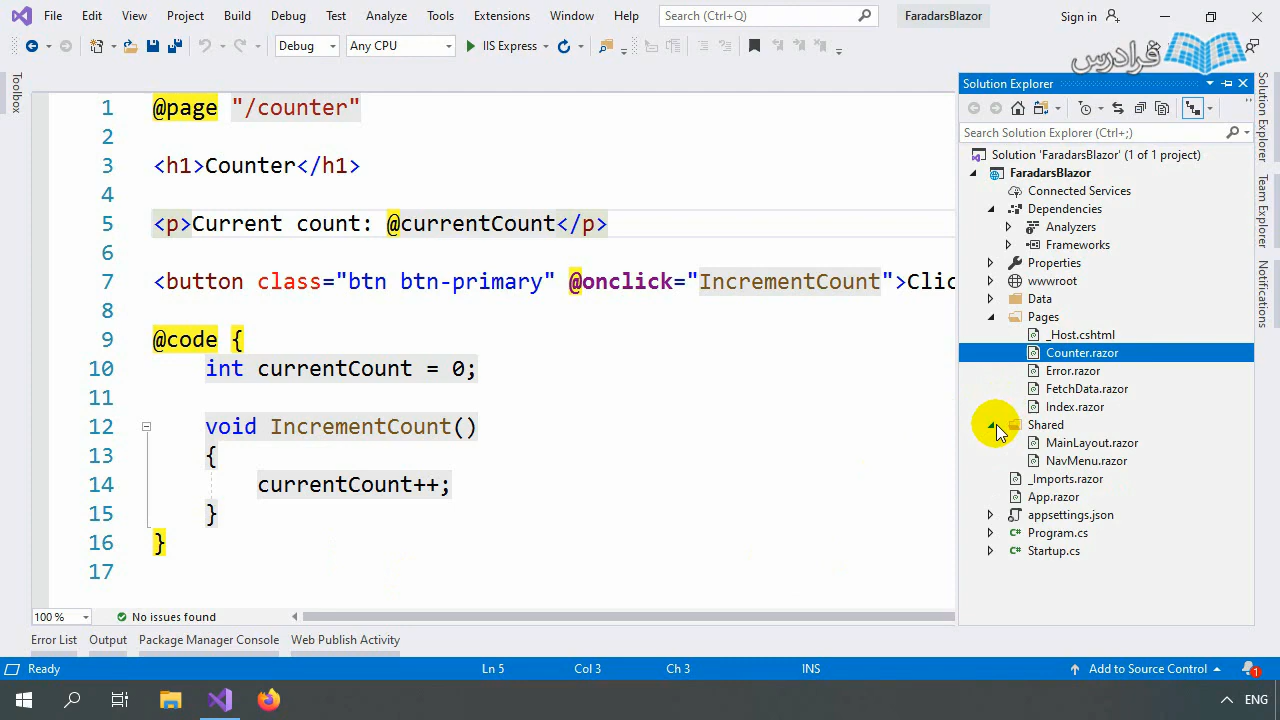 File Edit View Project Build Debug Test Analyze Tools Extensions Window Help Search (Ctrl+Q) FaradarsBlazor Sign in
Debug Any CPU IIS Express
فرادرس
Toolbox
1 @page "/counter"
2
3 <h1>Counter</h1>
4
5 <p>Current count: @currentCount</p>
6
7 <button class="btn btn-primary" @onclick="IncrementCount">Clic
8
9 @code {
10 int currentCount = 0;
11
12 void IncrementCount()
13 {
14 currentCount++;
15 }
16 }
17
100 % No issues found
Solution Explorer
Search Solution Explorer (Ctrl+;)
Solution 'FaradarsBlazor' (1 of 1 project)
FaradarsBlazor
Connected Services
Dependencies
Analyzers
Frameworks
Properties
wwwroot
Data
Pages
_Host.cshtml
Counter.razor
Error.razor
FetchData.razor
Index.razor
Shared
MainLayout.razor
NavMenu.razor
_Imports.razor
App.razor
appsettings.json
C# Program.cs
C# Startup.cs
Solution Explorer
Team Explorer
Notifications
Error List Output Package Manager Console Web Publish Activity
Ready Ln 5 Col 3 Ch 3 INS Add to Source Control 1
ENG